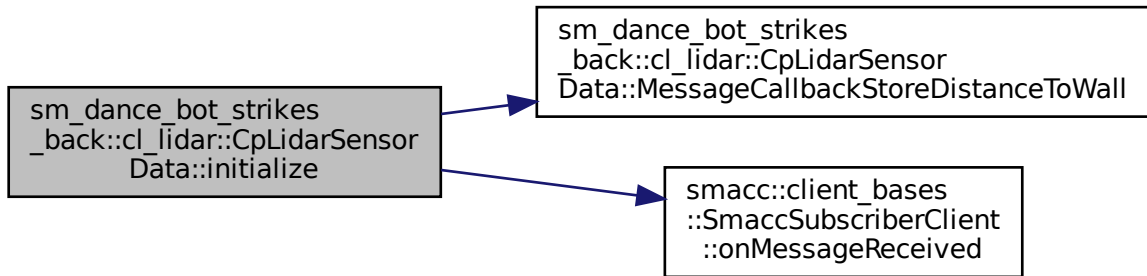 sm_dance_bot_strikes
_back::cl_lidar::CpLidarSensor
Data::initialize
sm_dance_bot_strikes
_back::cl_lidar::CpLidarSensor
Data::MessageCallbackStoreDistanceToWall
smacc::client_bases
::SmaccSubscriberClient
::onMessageReceived